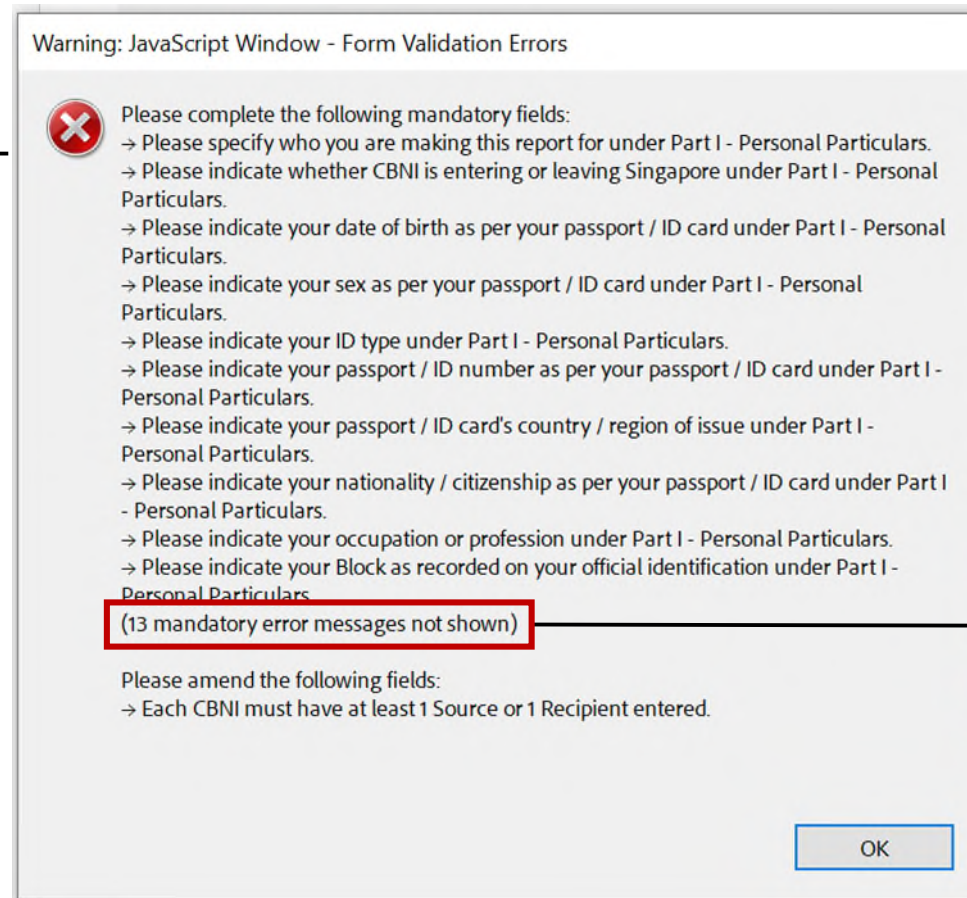 Warning: JavaScript Window - Form Validation Errors
Please complete the following mandatory fields:
→ Please specify who you are making this report for under Part I - Personal Particulars.
→ Please indicate whether CBNI is entering or leaving Singapore under Part I - Personal
Particulars.
→ Please indicate your date of birth as per your passport / ID card under Part I - Personal
Particulars.
→ Please indicate your sex as per your passport / ID card under Part I - Personal
Particulars.
→ Please indicate your ID type under Part I - Personal Particulars.
→ Please indicate your passport / ID number as per your passport / ID card under Part I -
Personal Particulars.
→ Please indicate your passport / ID card's country / region of issue under Part I -
Personal Particulars.
→ Please indicate your nationality / citizenship as per your passport / ID card under Part I
- Personal Particulars.
→ Please indicate your occupation or profession under Part I - Personal Particulars.
→ Please indicate your Block as recorded on your official identification under Part I -
Personal Particulars.
(13 mandatory error messages not shown)
Please amend the following fields:
→ Each CBNI must have at least 1 Source or 1 Recipient entered.
OK